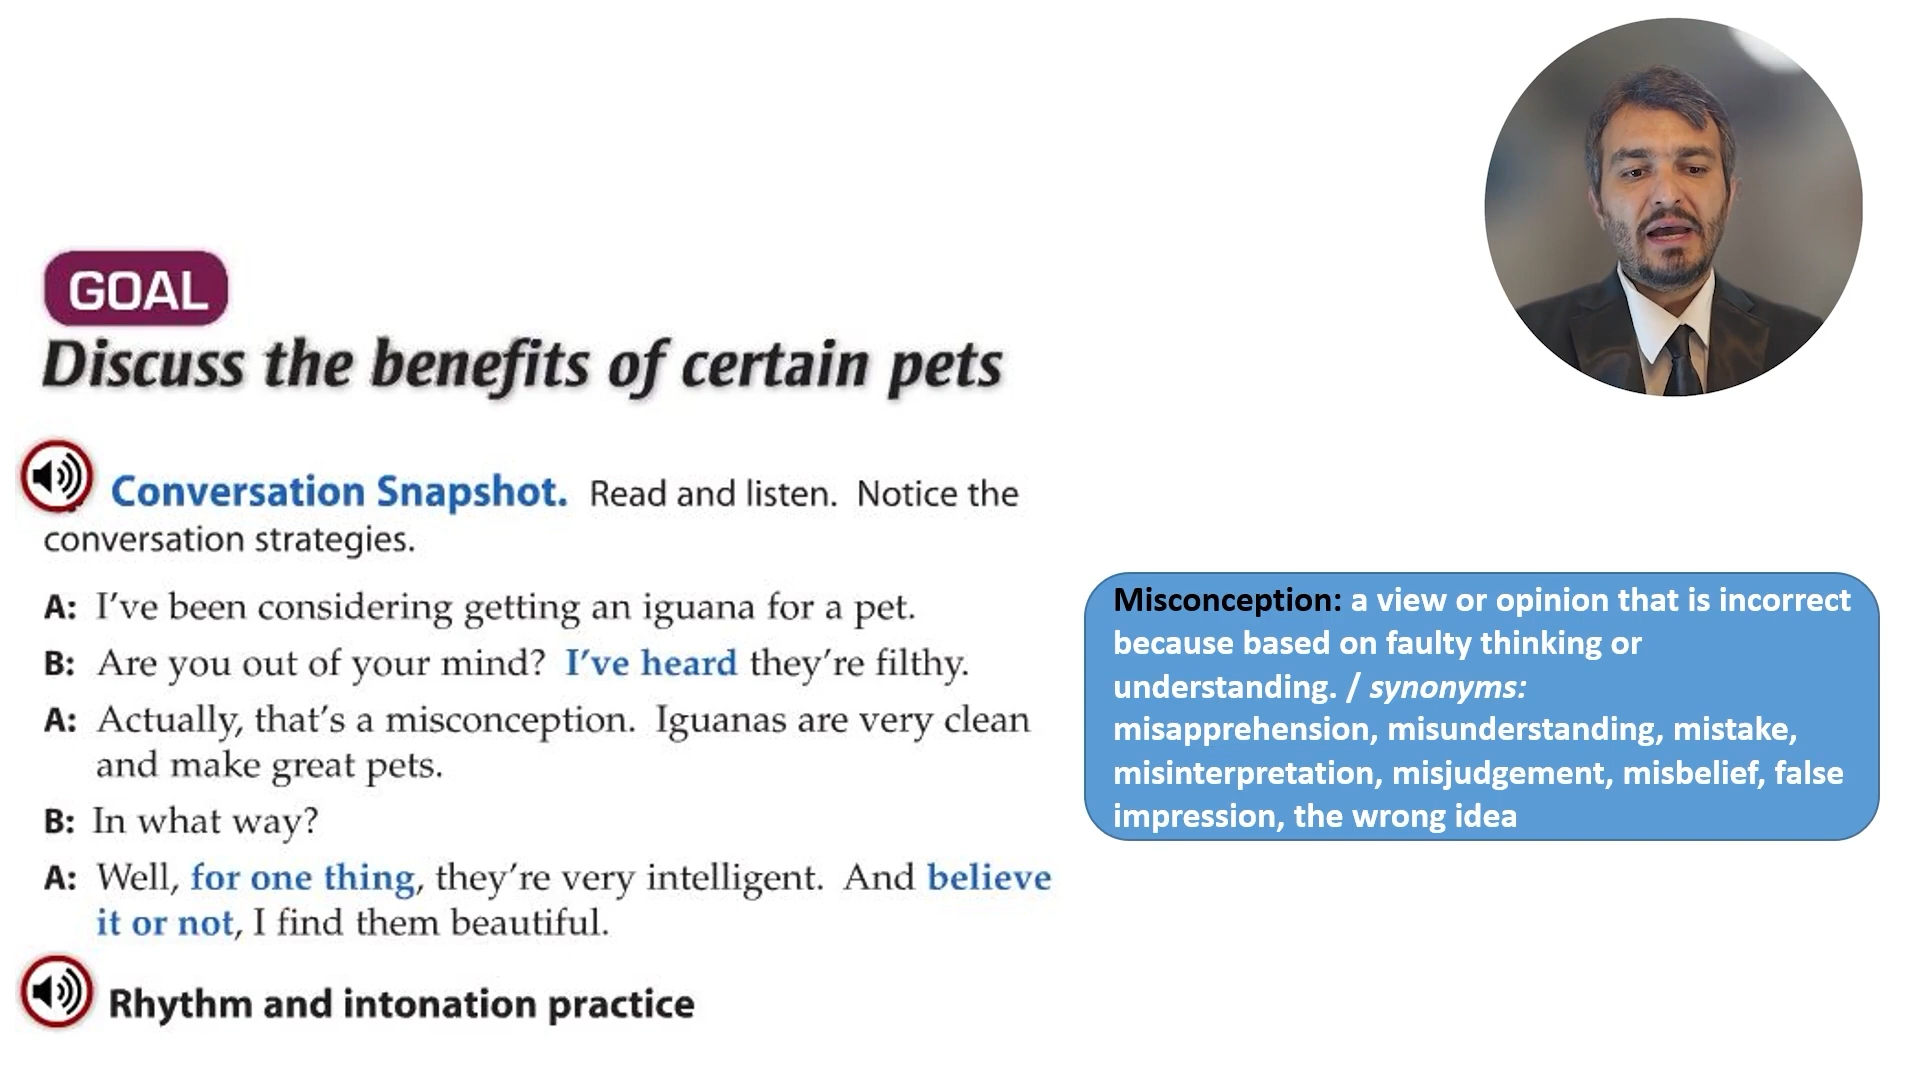 GOAL
Discuss the benefits of certain pets
Conversation Snapshot. Read and listen. Notice the
conversation strategies.
A: I've been considering getting an iguana for a pet.
B: Are you out of your mind? I've heard they're filthy.
A: Actually, that's a misconception. Iguanas are very clean
and make great pets.
B: In what way?
A: Well, for one thing, they're very intelligent. And believe
it or not, I find them beautiful.
Rhythm and intonation practice
Misconception: a view or opinion that is incorrect
because based on faulty thinking or
understanding. / synonyms:
misapprehension, misunderstanding, mistake,
misinterpretation, misjudgement, misbelief, false
impression, the wrong idea